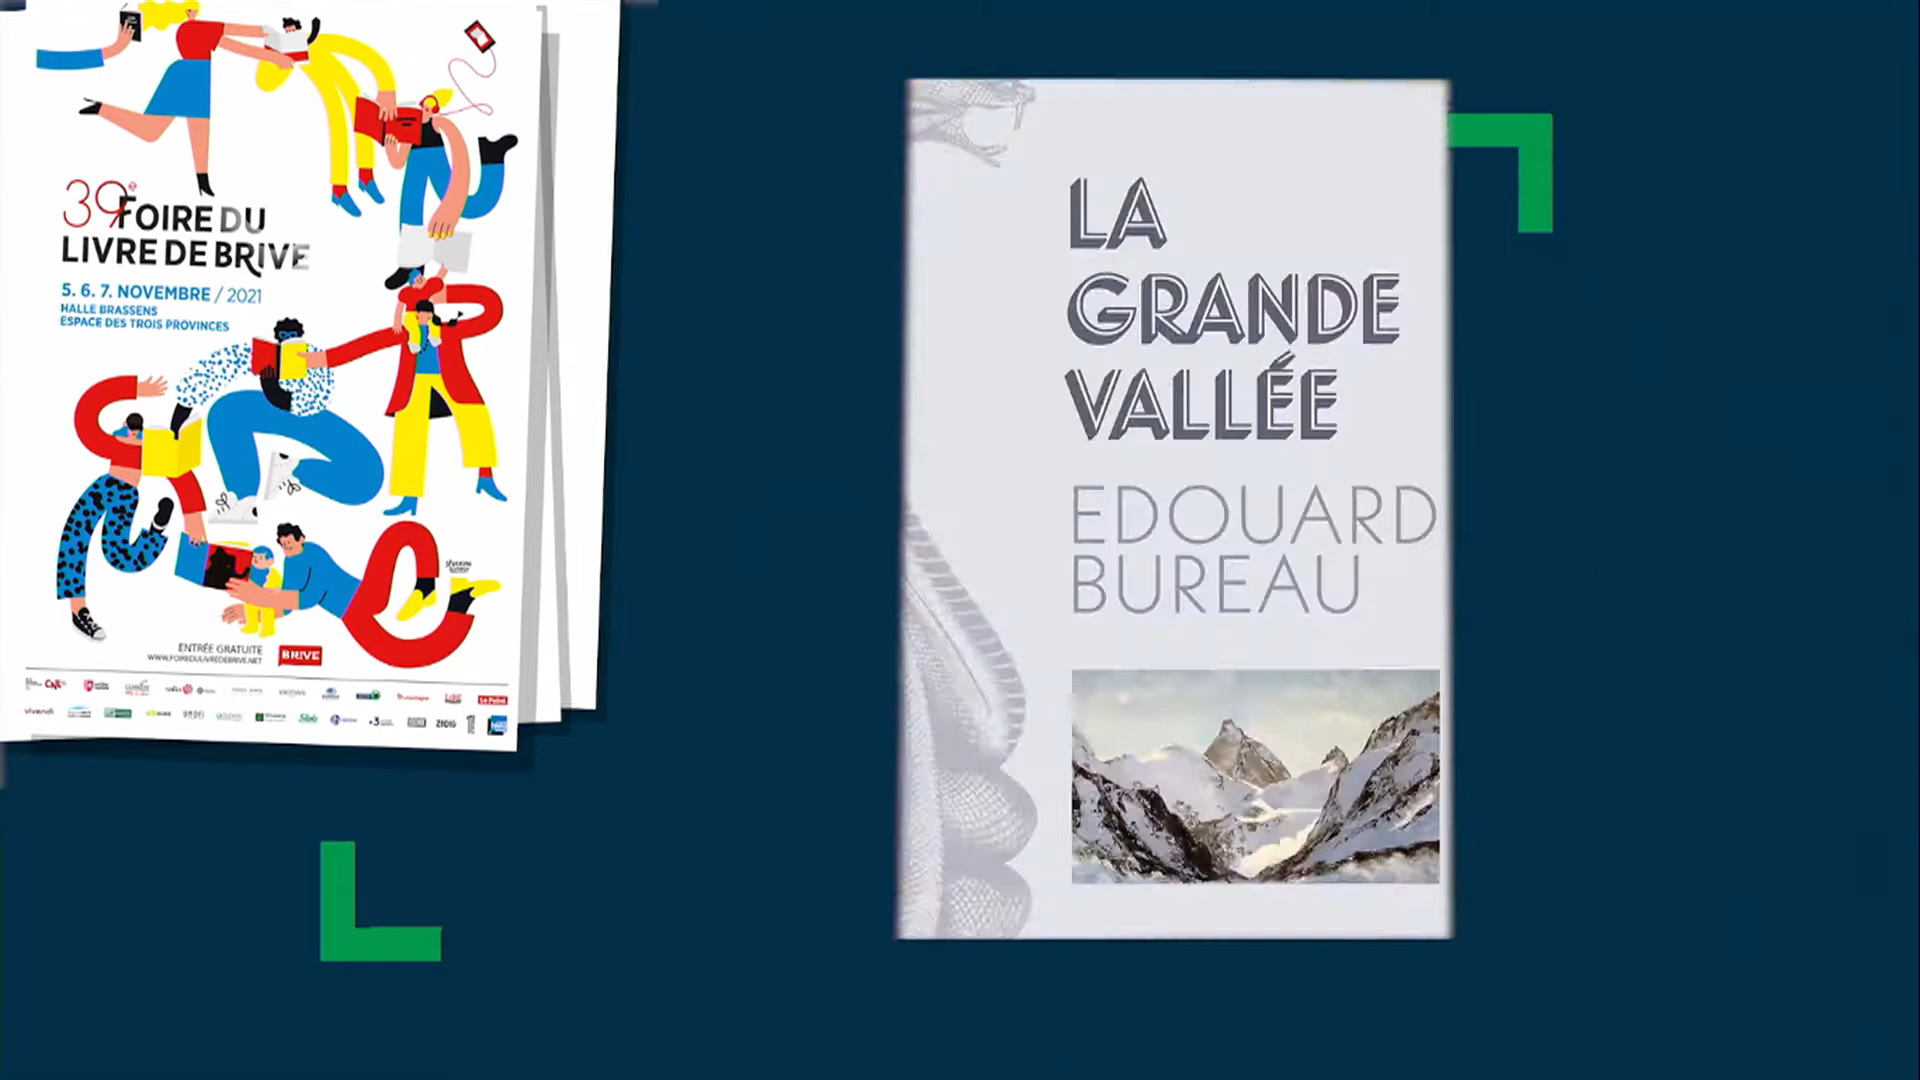 39e FOIRE DU
LIVRE DE BRIVE
5. 6. 7. NOVEMBRE / 2021
HALLE BRASSENS
ESPACE DES TROIS PROVINCES
ENTRÉE GRATUITE
WWW.FOIREDULIVREDEBRIVE.NET
BRIVE
vivendi
LA
GRANDE
VALLÉE
EDOUARD
BUREAU